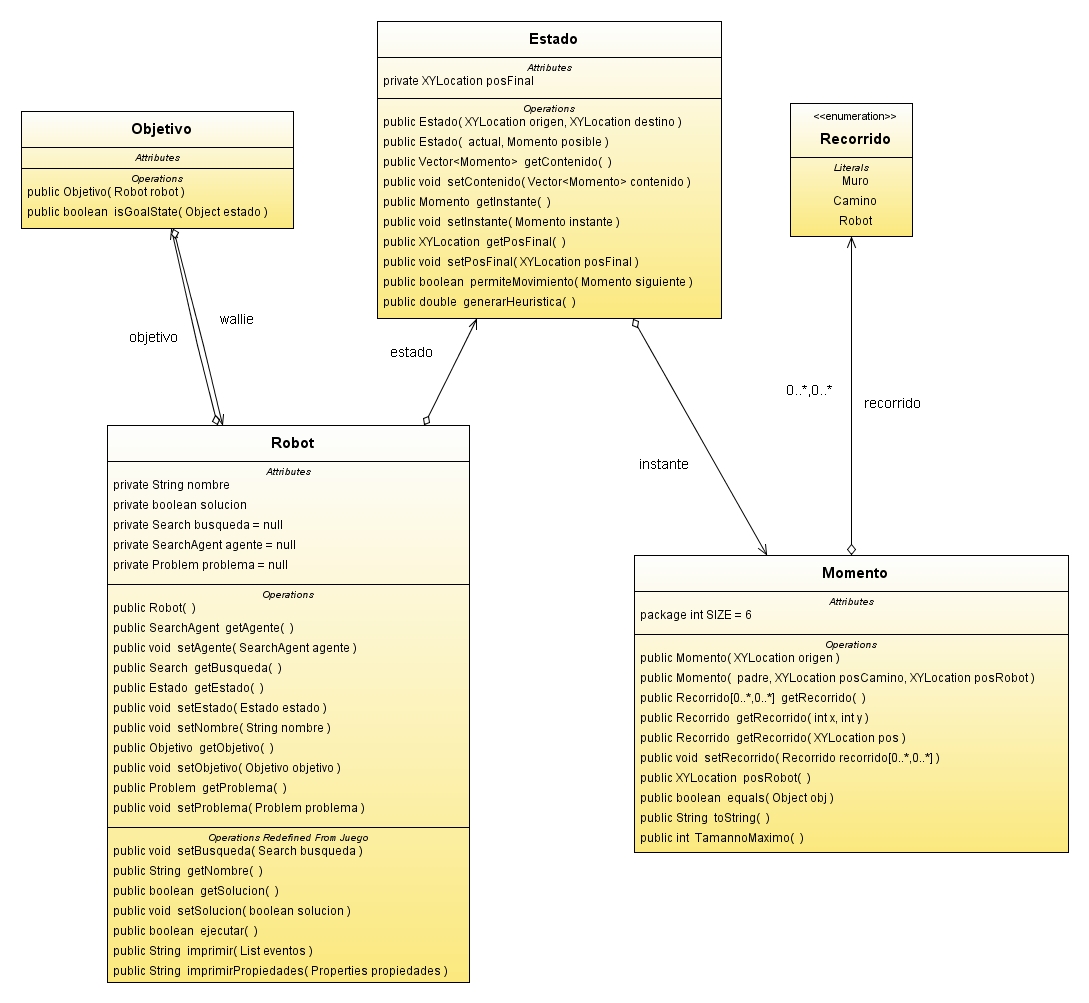 Estado
Attributes
private XYLocation posFinal
Operations
public Estado( XYLocation origen, XYLocation destino )
public Estado(  actual, Momento posible )
public Vector<Momento>  getContenido(  )
public void  setContenido( Vector<Momento> contenido )
public Momento  getInstante(  )
public void  setInstante( Momento instante )
public XYLocation  getPosFinal(  )
public void  setPosFinal( XYLocation posFinal )
public boolean  permiteMovimiento( Momento siguiente )
public double  generarHeuristica(  )
Objetivo
Attributes
Operations
public Objetivo( Robot robot )
public boolean  isGoalState( Object estado )
<<enumeration>>
Recorrido
Literals
Muro
Camino
Robot
objetivo
wallie
estado
instante
0..*,0..*
recorrido
Robot
Attributes
private String nombre
private boolean solucion
private Search busqueda = null
private SearchAgent agente = null
private Problem problema = null
Operations
public Robot(  )
public SearchAgent  getAgente(  )
public void  setAgente( SearchAgent agente )
public Search  getBusqueda(  )
public Estado  getEstado(  )
public void  setEstado( Estado estado )
public void  setNombre( String nombre )
public Objetivo  getObjetivo(  )
public void  setObjetivo( Objetivo objetivo )
public Problem  getProblema(  )
public void  setProblema( Problem problema )
Operations Redefined From Juego
public void  setBusqueda( Search busqueda )
public String  getNombre(  )
public boolean  getSolucion(  )
public void  setSolucion( boolean solucion )
public boolean  ejecutar(  )
public String  imprimir( List eventos )
public String  imprimirPropiedades( Properties propiedades )
Momento
Attributes
package int SIZE = 6
Operations
public Momento( XYLocation origen )
public Momento(  padre, XYLocation posCamino, XYLocation posRobot )
public Recorrido[0..*,0..*]  getRecorrido(  )
public Recorrido  getRecorrido( int x, int y )
public Recorrido  getRecorrido( XYLocation pos )
public void  setRecorrido( Recorrido recorrido[0..*,0..*] )
public XYLocation  posRobot(  )
public boolean  equals( Object obj )
public String  toString(  )
public int  TamannoMaximo(  )